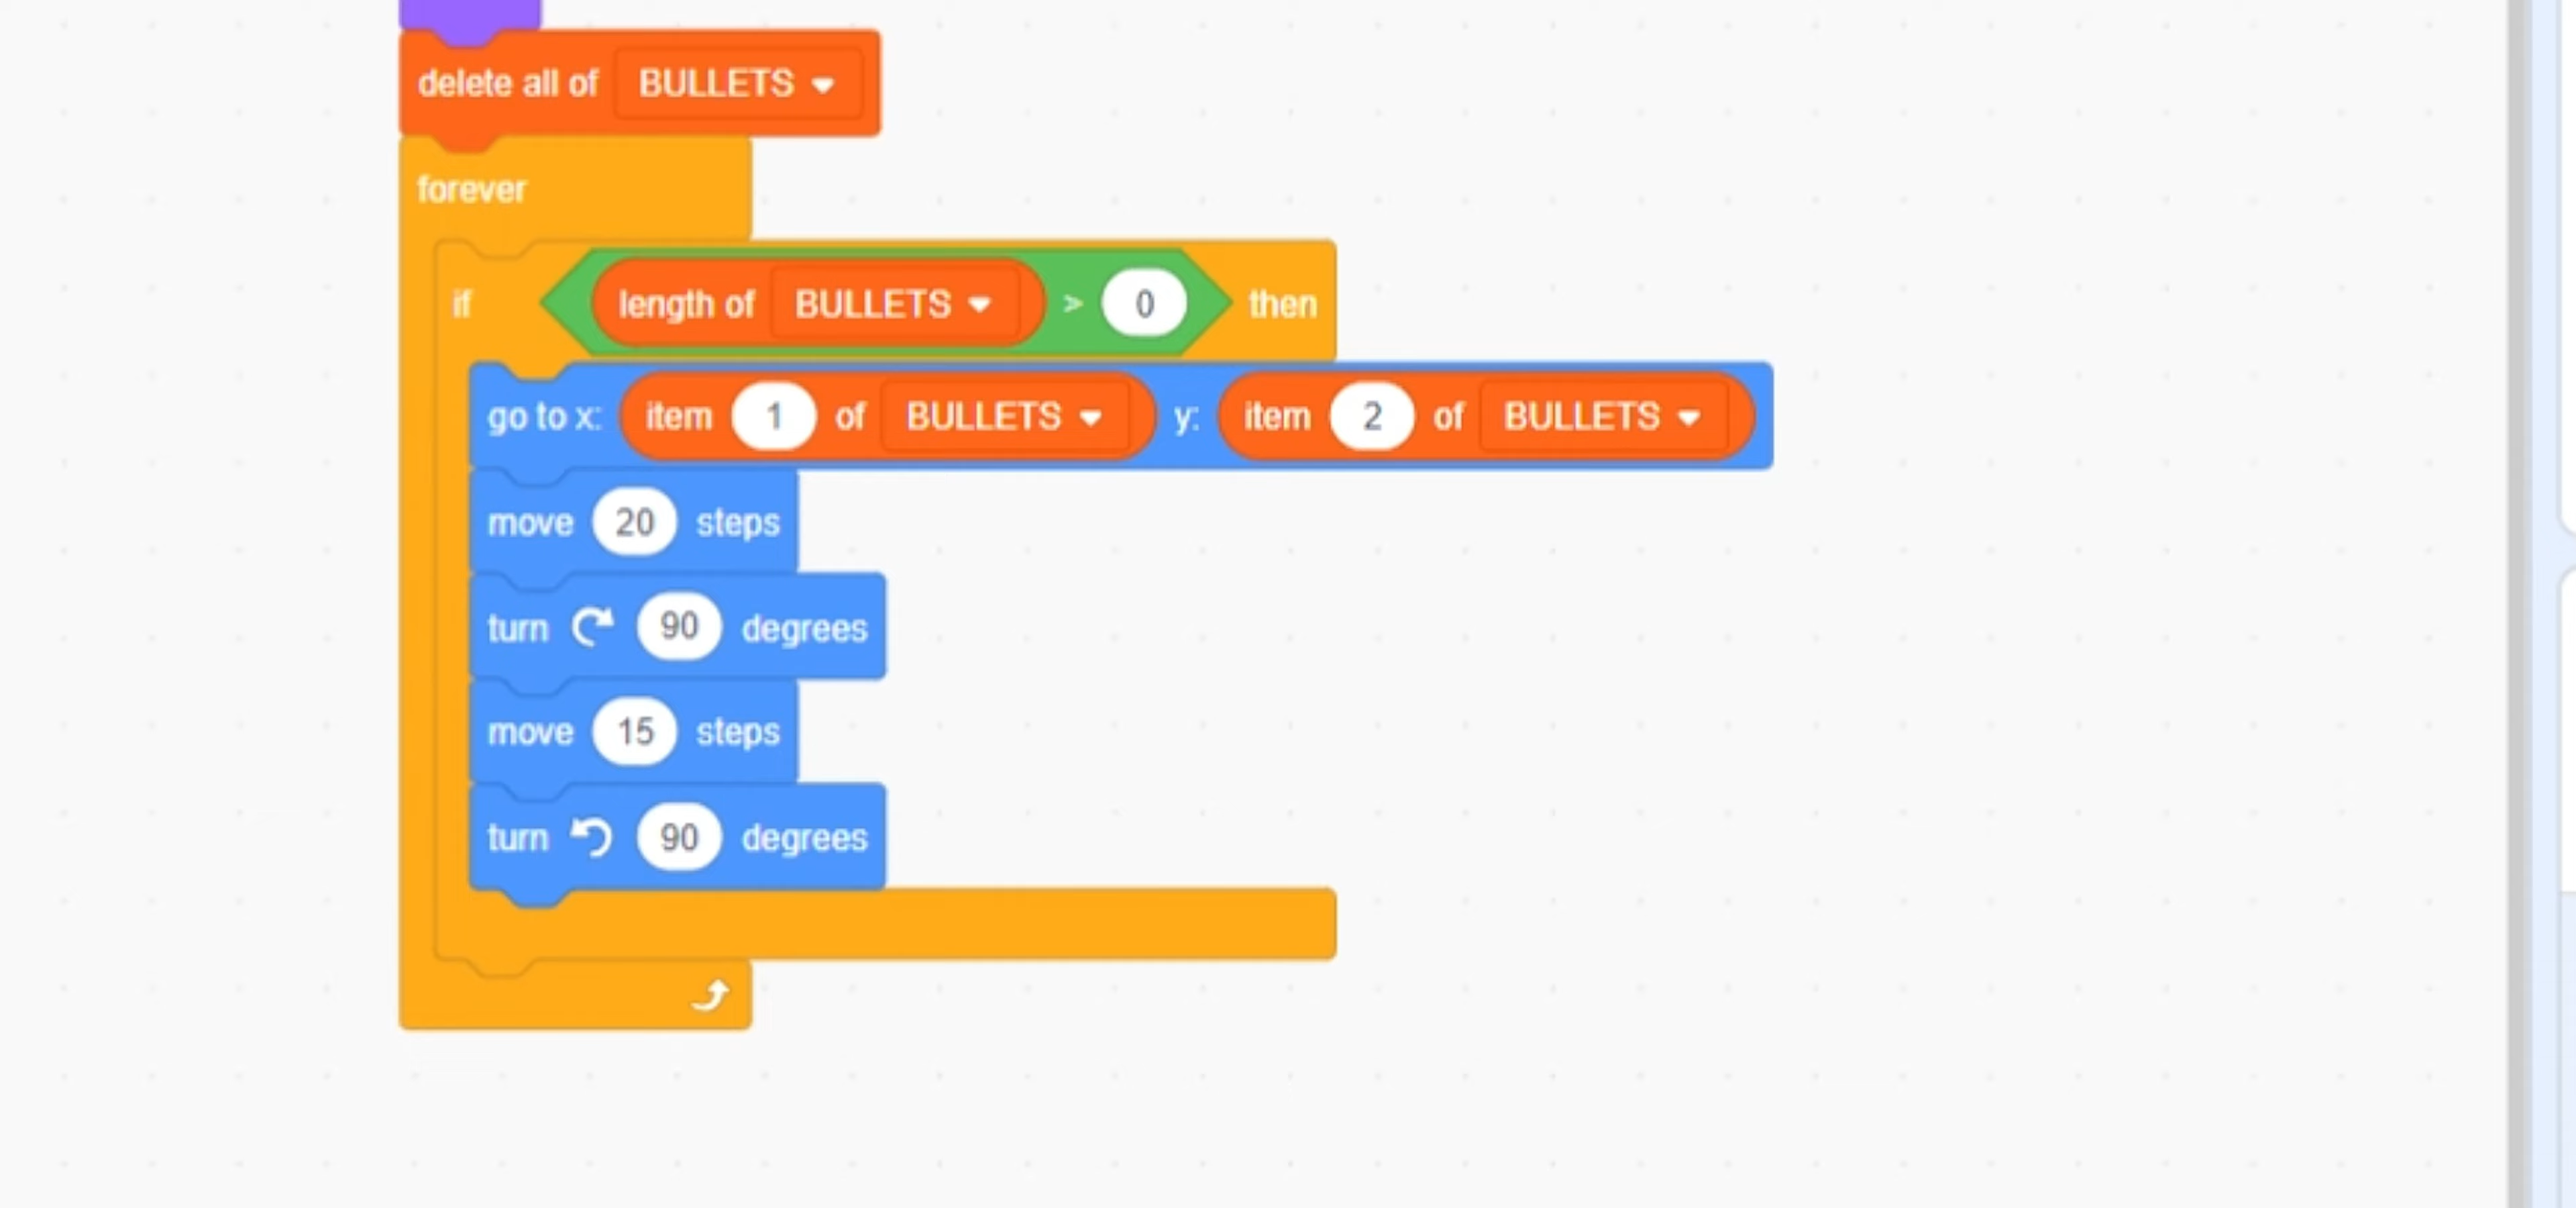 delete all of BULLETS
forever
if length of BULLETS > 0 then
go to x: item 1 of BULLETS y: item 2 of BULLETS
move 20 steps
turn 90 degrees
move 15 steps
turn 90 degrees